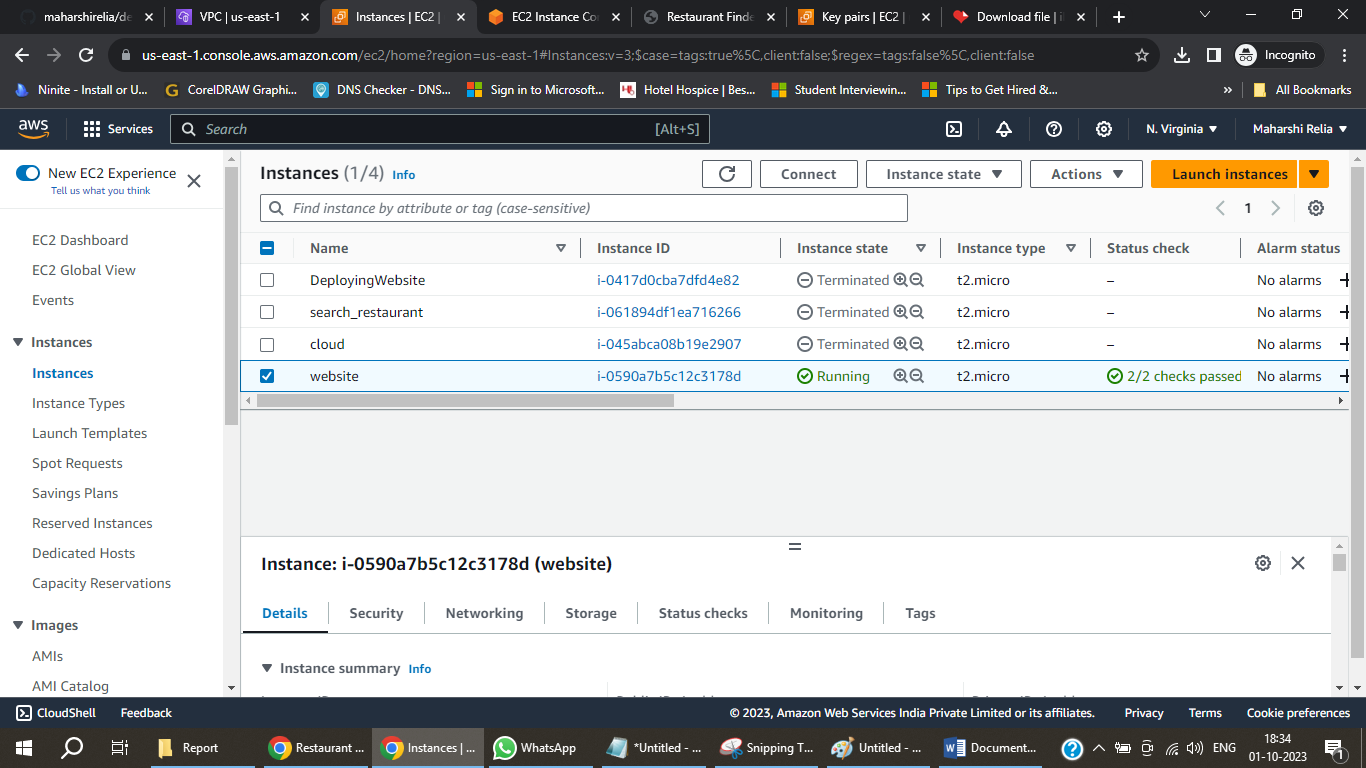 maharshirelia/de
VPC | us-east-1
Instances | EC2 |
EC2 Instance Co
Restaurant Finde
Key pairs | EC2 |
Download file | i
us-east-1.console.aws.amazon.com/ec2/home?region=us-east-1#Instances:v=3;$case=tags:true%5C,client:false;$regex=tags:false%5C,client:false
Incognito
Ninite - Install or U...
CorelDRAW Graphi...
DNS Checker - DNS...
Sign in to Microsoft...
Hotel Hospice | Bes...
Student Interviewin...
Tips to Get Hired &...
»
All Bookmarks
aws
Services
Search
[Alt+S]
N. Virginia
Maharshi Relia
New EC2 Experience
Tell us what you think
EC2 Dashboard
EC2 Global View
Events
Instances
Instances
Instance Types
Launch Templates
Spot Requests
Savings Plans
Reserved Instances
Dedicated Hosts
Capacity Reservations
Images
AMIs
AMI Catalog
Instances (1/4) Info
Connect
Instance state
Actions
Launch instances
Find instance by attribute or tag (case-sensitive)
1
Name Instance ID Instance state Instance type Status check Alarm status
DeployingWebsite i-0417d0cba7dfd4e82 Terminated t2.micro – No alarms +
search_restaurant i-061894df1ea716266 Terminated t2.micro – No alarms +
cloud i-045abca08b19e2907 Terminated t2.micro – No alarms +
website i-0590a7b5c12c3178d Running t2.micro 2/2 checks passed No alarms +
Instance: i-0590a7b5c12c3178d (website)
Details
Security
Networking
Storage
Status checks
Monitoring
Tags
Instance summary Info
CloudShell
Feedback
© 2023, Amazon Web Services India Private Limited or its affiliates.
Privacy
Terms
Cookie preferences
Report
Restaurant ...
Instances | ...
WhatsApp
*Untitled - ...
Snipping T...
Untitled - ...
Document...
ENG
18:34
01-10-2023
1